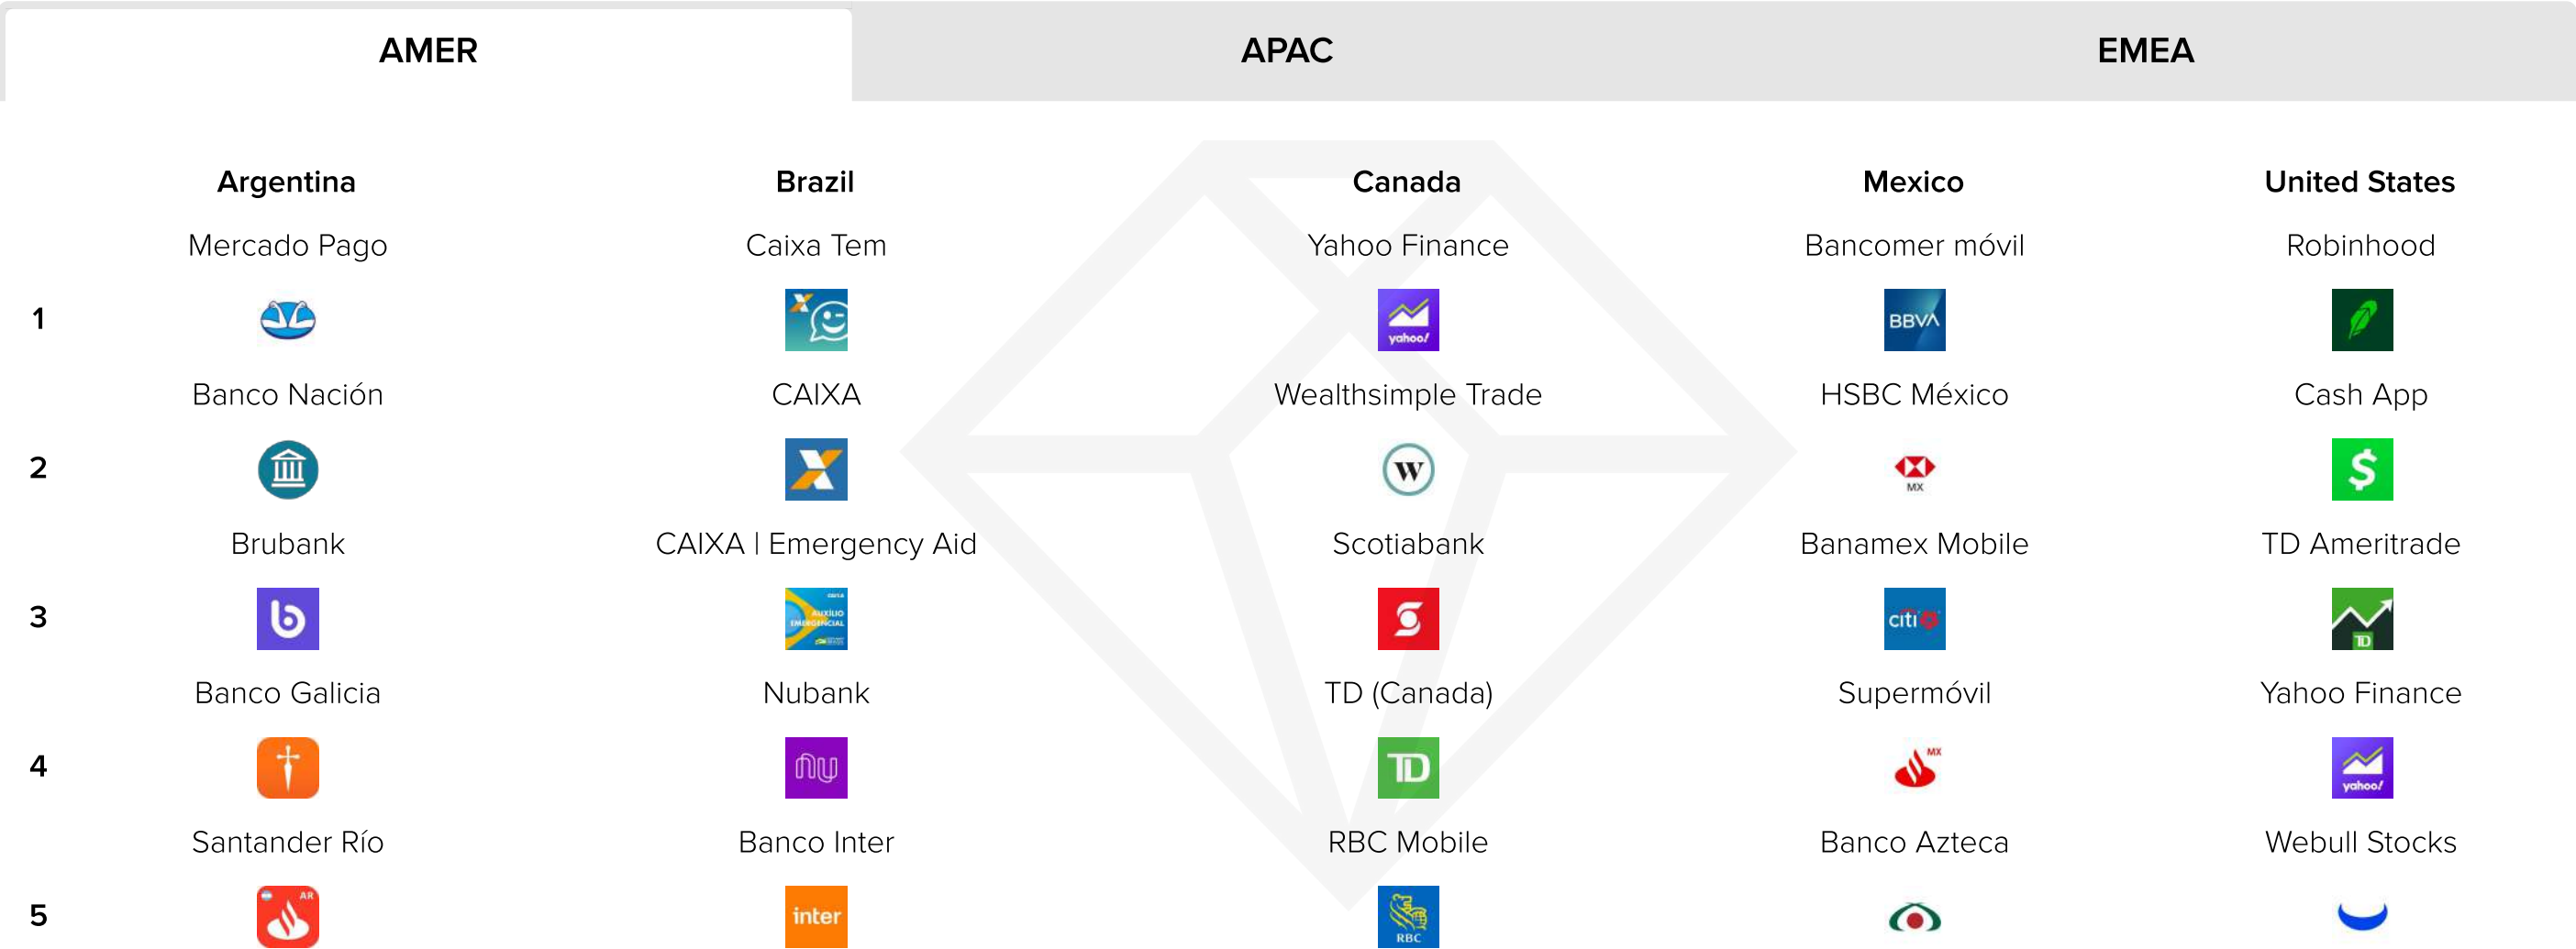 AMER APAC EMEA
Argentina Brazil Canada Mexico United States
Mercado Pago Caixa Tem Yahoo Finance Bancomer móvil Robinhood
1 X yahoo! BBVA
Banco Nación CAIXA Wealthsimple Trade HSBC México Cash App
2 X W MX $
Brubank CAIXA | Emergency Aid Scotiabank Banamex Mobile TD Ameritrade
3 b CAIXA AUXÍLIO EMERGENCIAL S citi TD
Banco Galicia Nubank TD (Canada) Supermóvil Yahoo Finance
4 nu TD MX yahoo!
Santander Río Banco Inter RBC Mobile Banco Azteca Webull Stocks
5 AR inter RBC